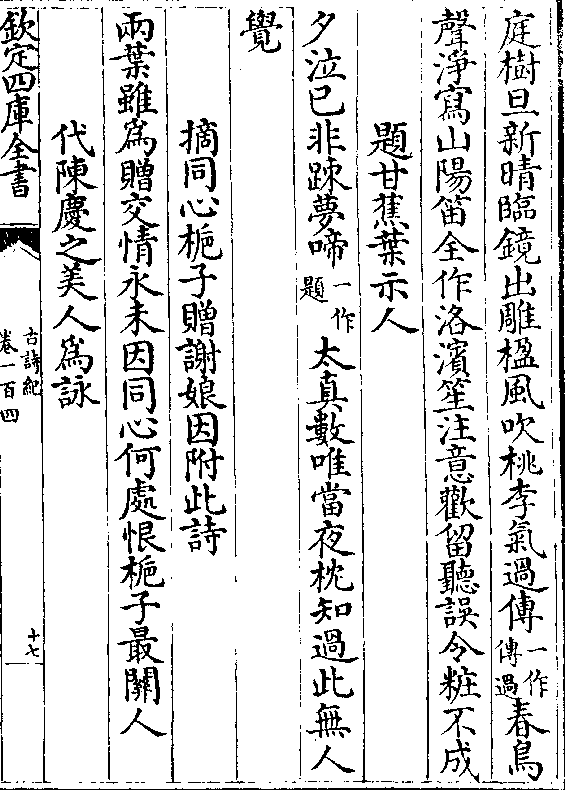 庭樹旦新晴臨鏡出雕楹風吹桃李氣過傳一作傳過春鳥
聲淨寫山陽笛全作洛濱笙注意歡留聽誤令粧不成
題甘蕉葉示人
夕泣已非疎夢啼一作題太真數唯當夜枕知過此無人
覺
摘同心梔子贈謝娘因附此詩
兩葉雖為贈交情永未因同心何處恨梔子最關人
代陳慶之美人為詠
欽定四庫全書
古詩紀
卷一百四
十七